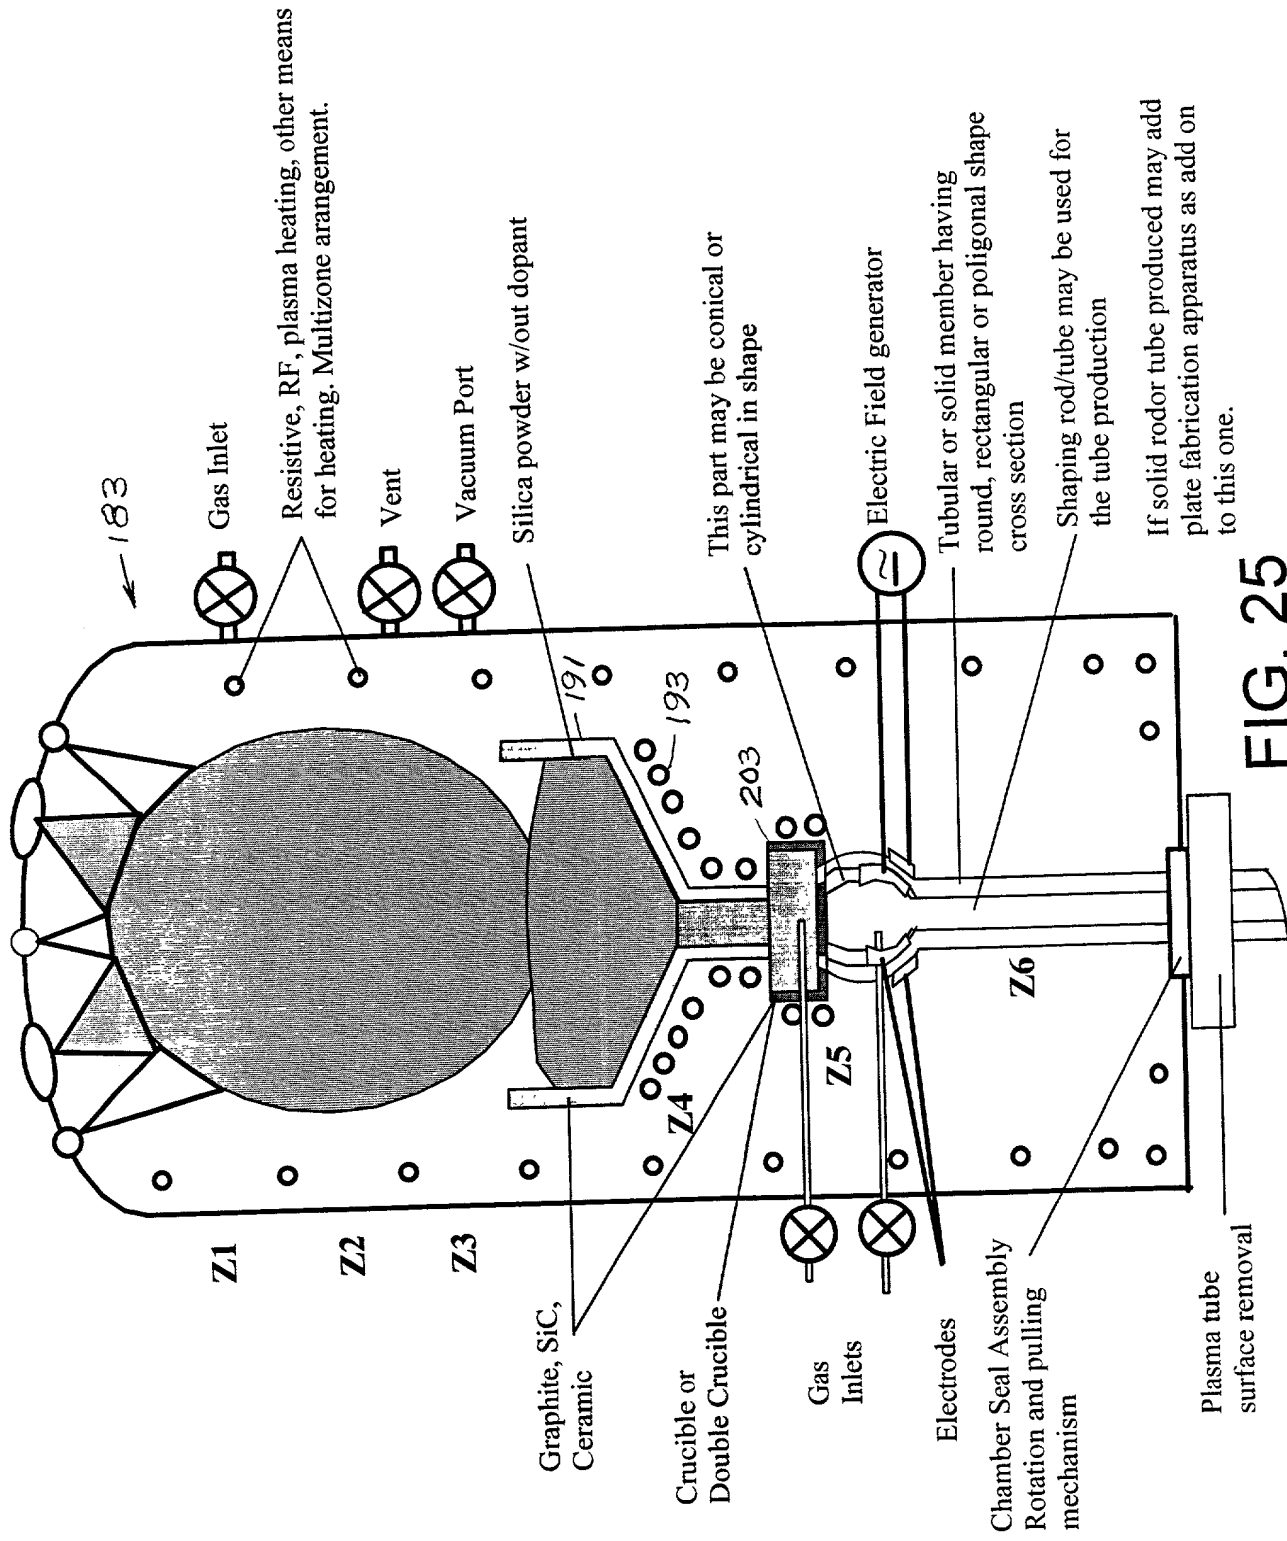 183
Gas Inlet
Resistive, RF, plasma heating, other means
for heating. Multizone arangement.
Vent
Vacuum Port
Silica powder w/out dopant
191
193
203
This part may be conical or
cylindrical in shape
Electric Field generator
Tubular or solid member having
round, rectangular or poligonal shape
cross section
Shaping rod/tube may be used for
the tube production
If solid rodor tube produced may add
plate fabrication apparatus as add on
to this one.
Z1
Z2
Z3
Z4
Z5
Z6
Graphite, SiC,
Ceramic
Crucible or
Double Crucible
Gas
Inlets
Electrodes
Chamber Seal Assembly
Rotation and pulling
mechanism
Plasma tube
surface removal
FIG. 25